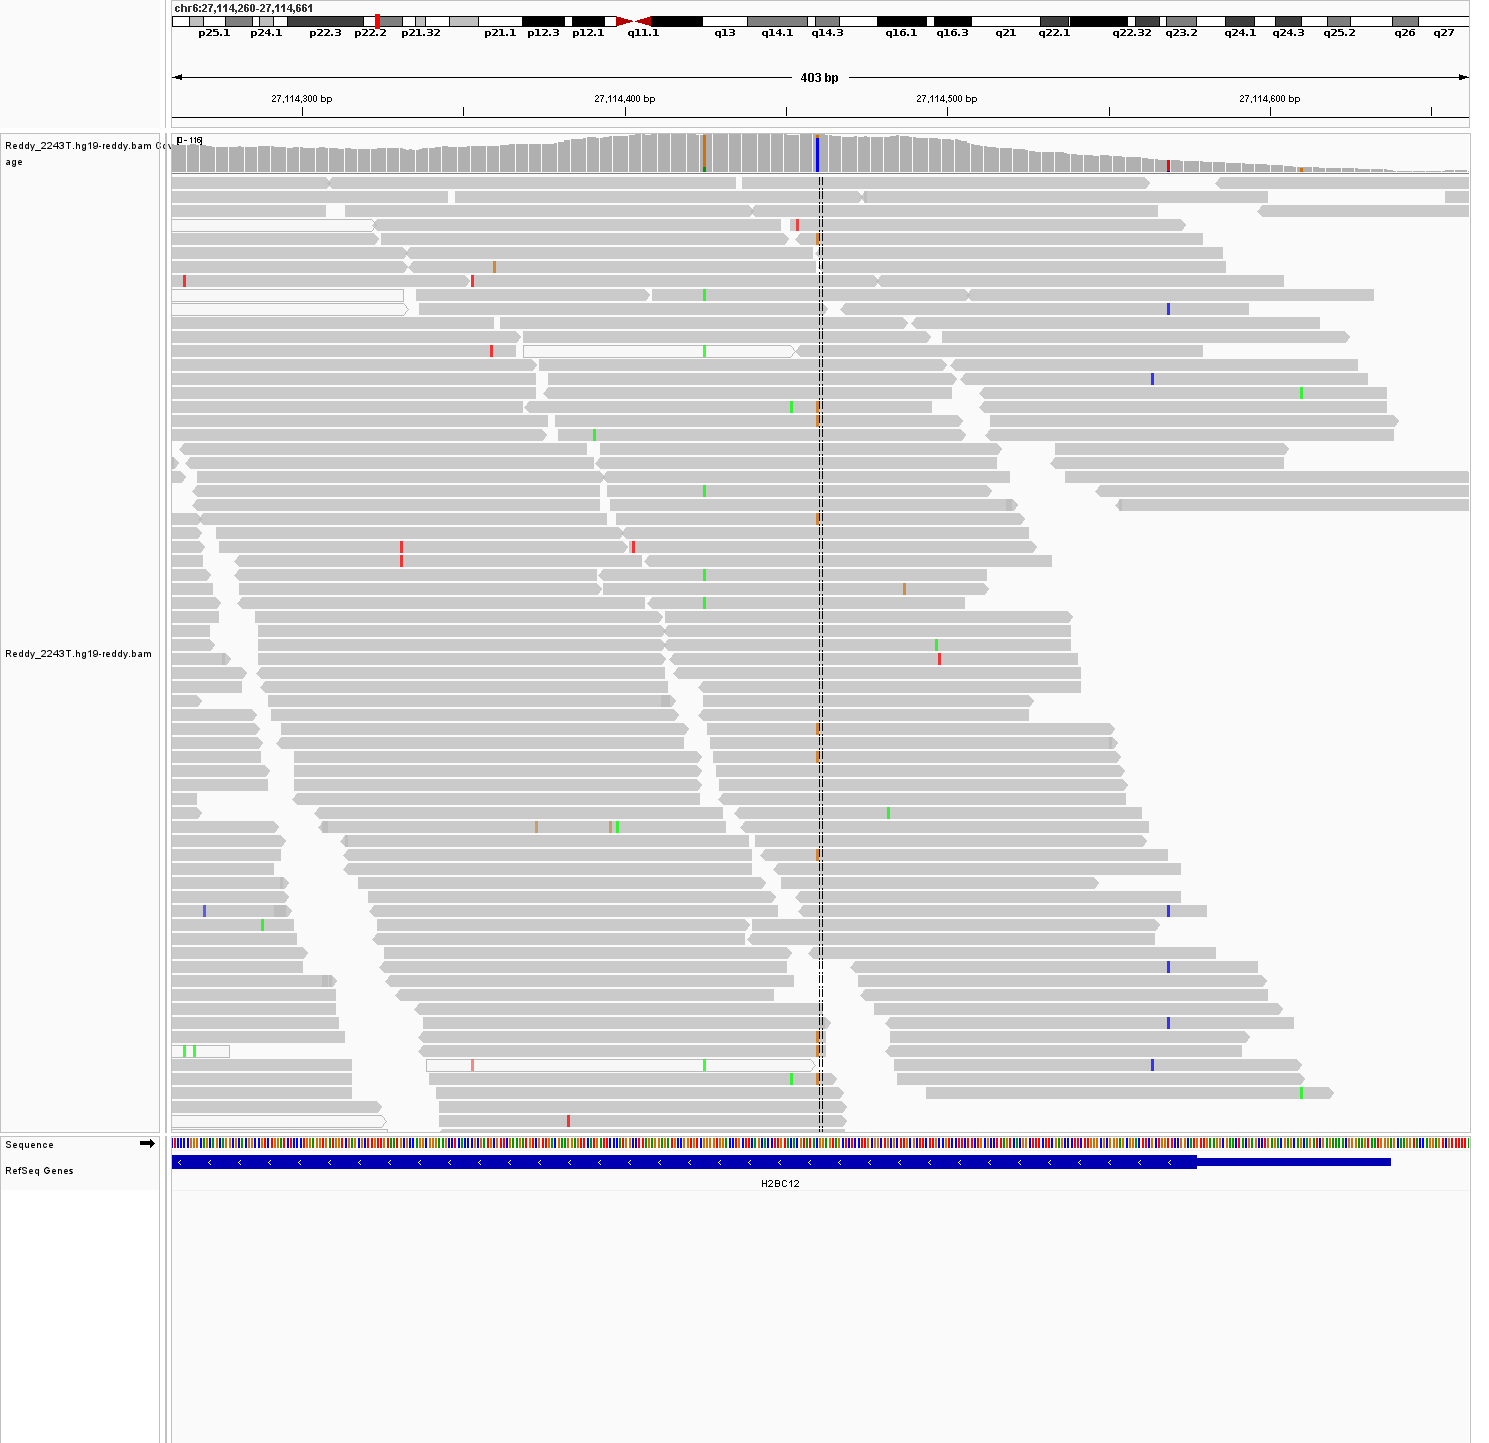 chr6:27,114,260-27,114,661
p25.1 p24.1 p22.3 p22.2 p21.32 p21.1 p12.3 p12.1 q11.1 q13 q14.1 q14.3 q16.1 q16.3 q21 q22.1 q22.32 q23.2 q24.1 q24.3 q25.2 q26 q27
403 bp
27,114,300 bp 27,114,400 bp 27,114,500 bp 27,114,600 bp
Reddy_2243T.hg19-reddy.bam Cov
age
[0 - 116]
Reddy_2243T.hg19-reddy.bam
Sequence
RefSeq Genes
H2BC12